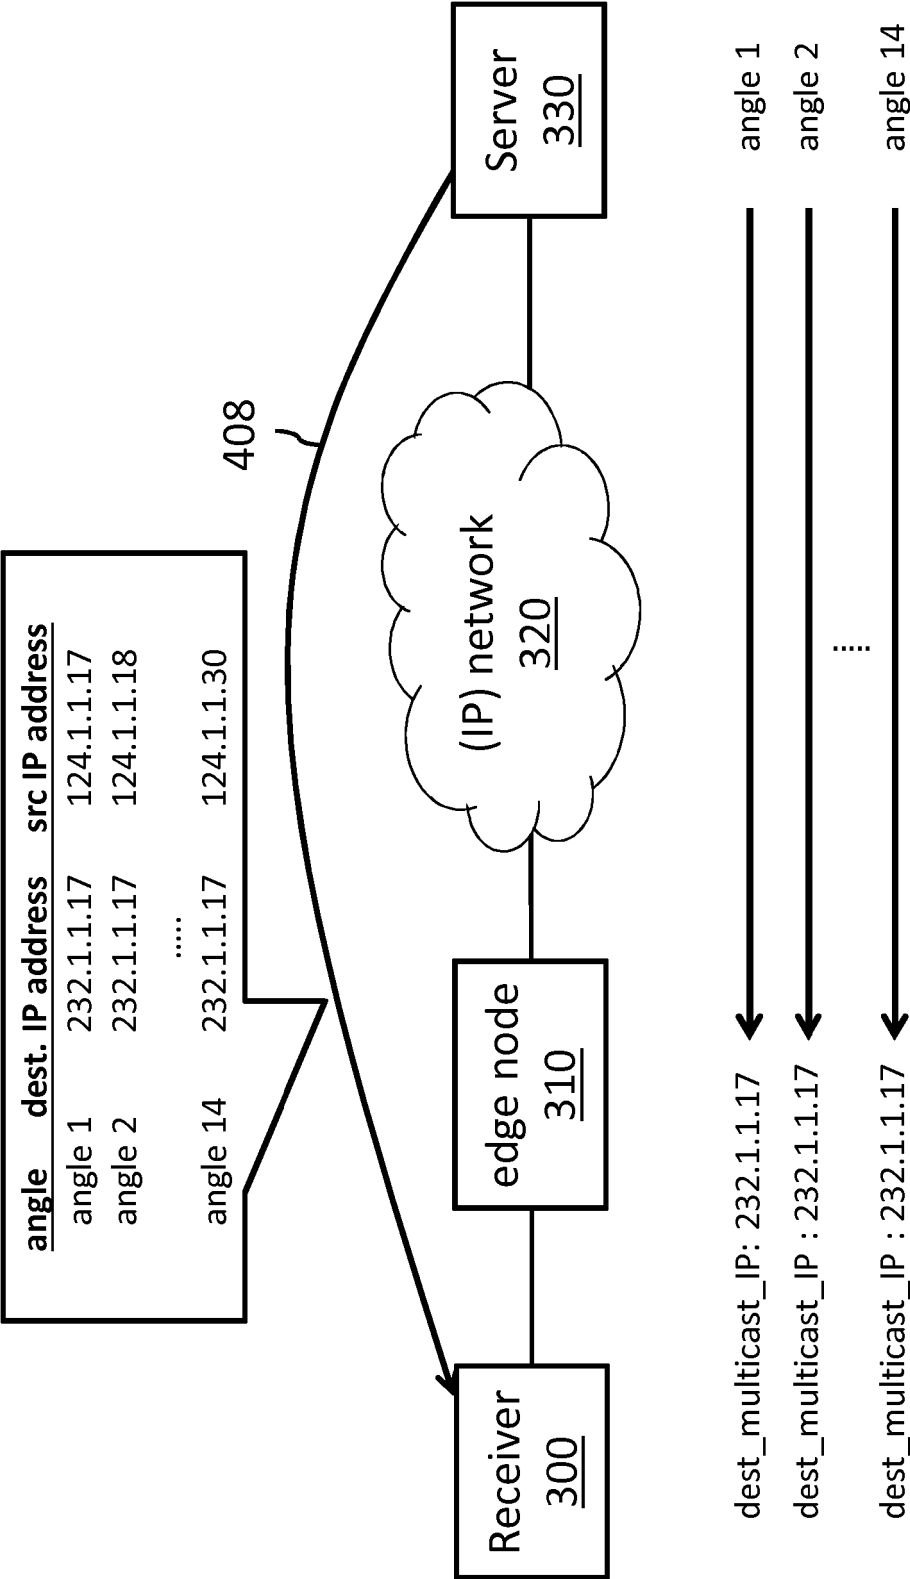 angle dest. IP address src IP address
angle 1 232.1.1.17 124.1.1.17
angle 2 232.1.1.17 124.1.1.18
.....
angle 14 232.1.1.17 124.1.1.30
408
Receiver
300
edge node
310
(IP) network
320
Server
330
dest_multicast_IP: 232.1.1.17 angle 1
dest_multicast_IP : 232.1.1.17 angle 2
.....
dest_multicast_IP : 232.1.1.17 angle 14